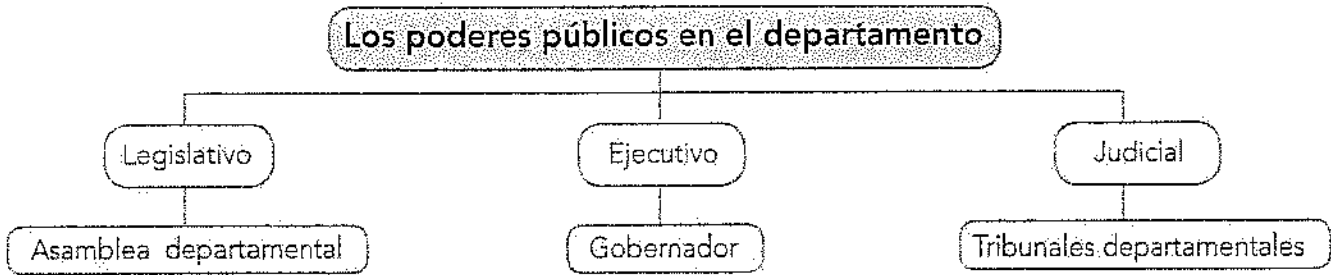 Los poderes públicos en el departamento
Legislativo
Ejecutivo
Judicial
Asamblea departamental
Gobernador
Tribunales departamentales